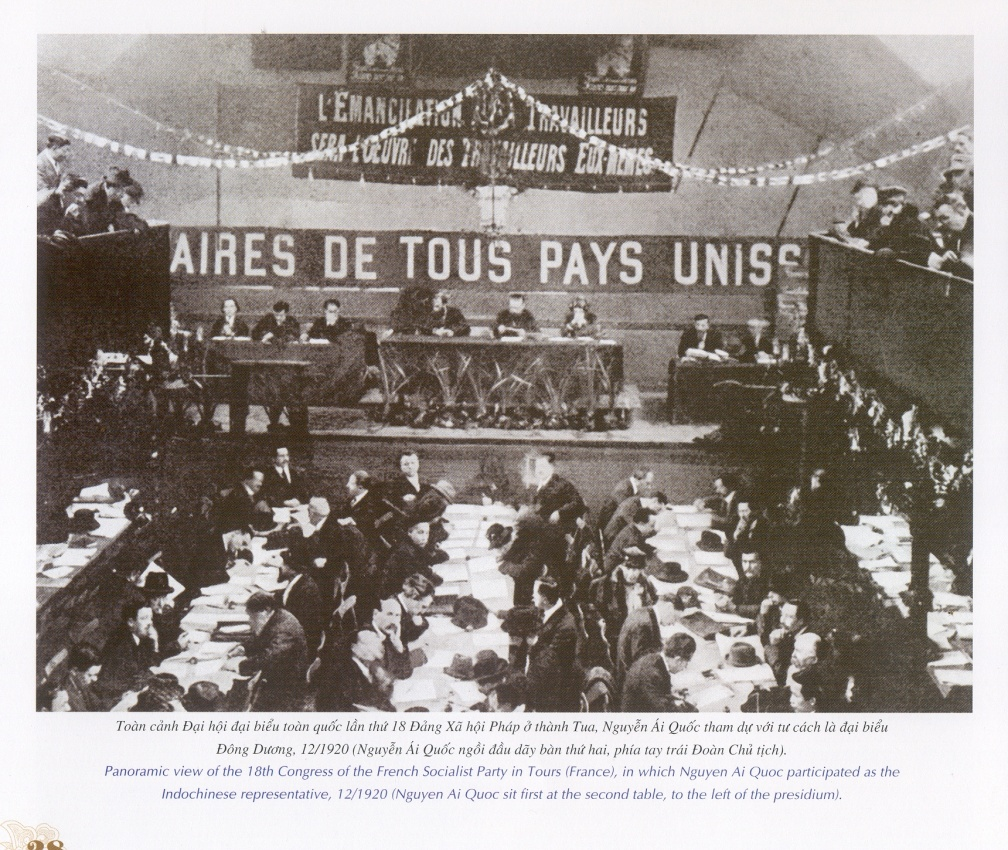 L'ÉMANCILATION TRAVAILLEURS
SERA L'OEUVRE DES TRAVAILLEURS EUX-MÊMES
AIRES DE TOUS PAYS UNISS
Toàn cảnh Đại hội đại biểu toàn quốc lần thứ 18 Đảng Xã hội Pháp ở thành Tua, Nguyễn Ái Quốc tham dự với tư cách là đại biểu
Đông Dương, 12/1920 (Nguyễn Ái Quốc ngồi đầu dãy bàn thứ hai, phía tay trái Đoàn Chủ tịch).
Panoramic view of the 18th Congress of the French Socialist Party in Tours (France), in which Nguyen Ai Quoc participated as the
Indochinese representative, 12/1920 (Nguyen Ai Quoc sit first at the second table, to the left of the presidium).
38